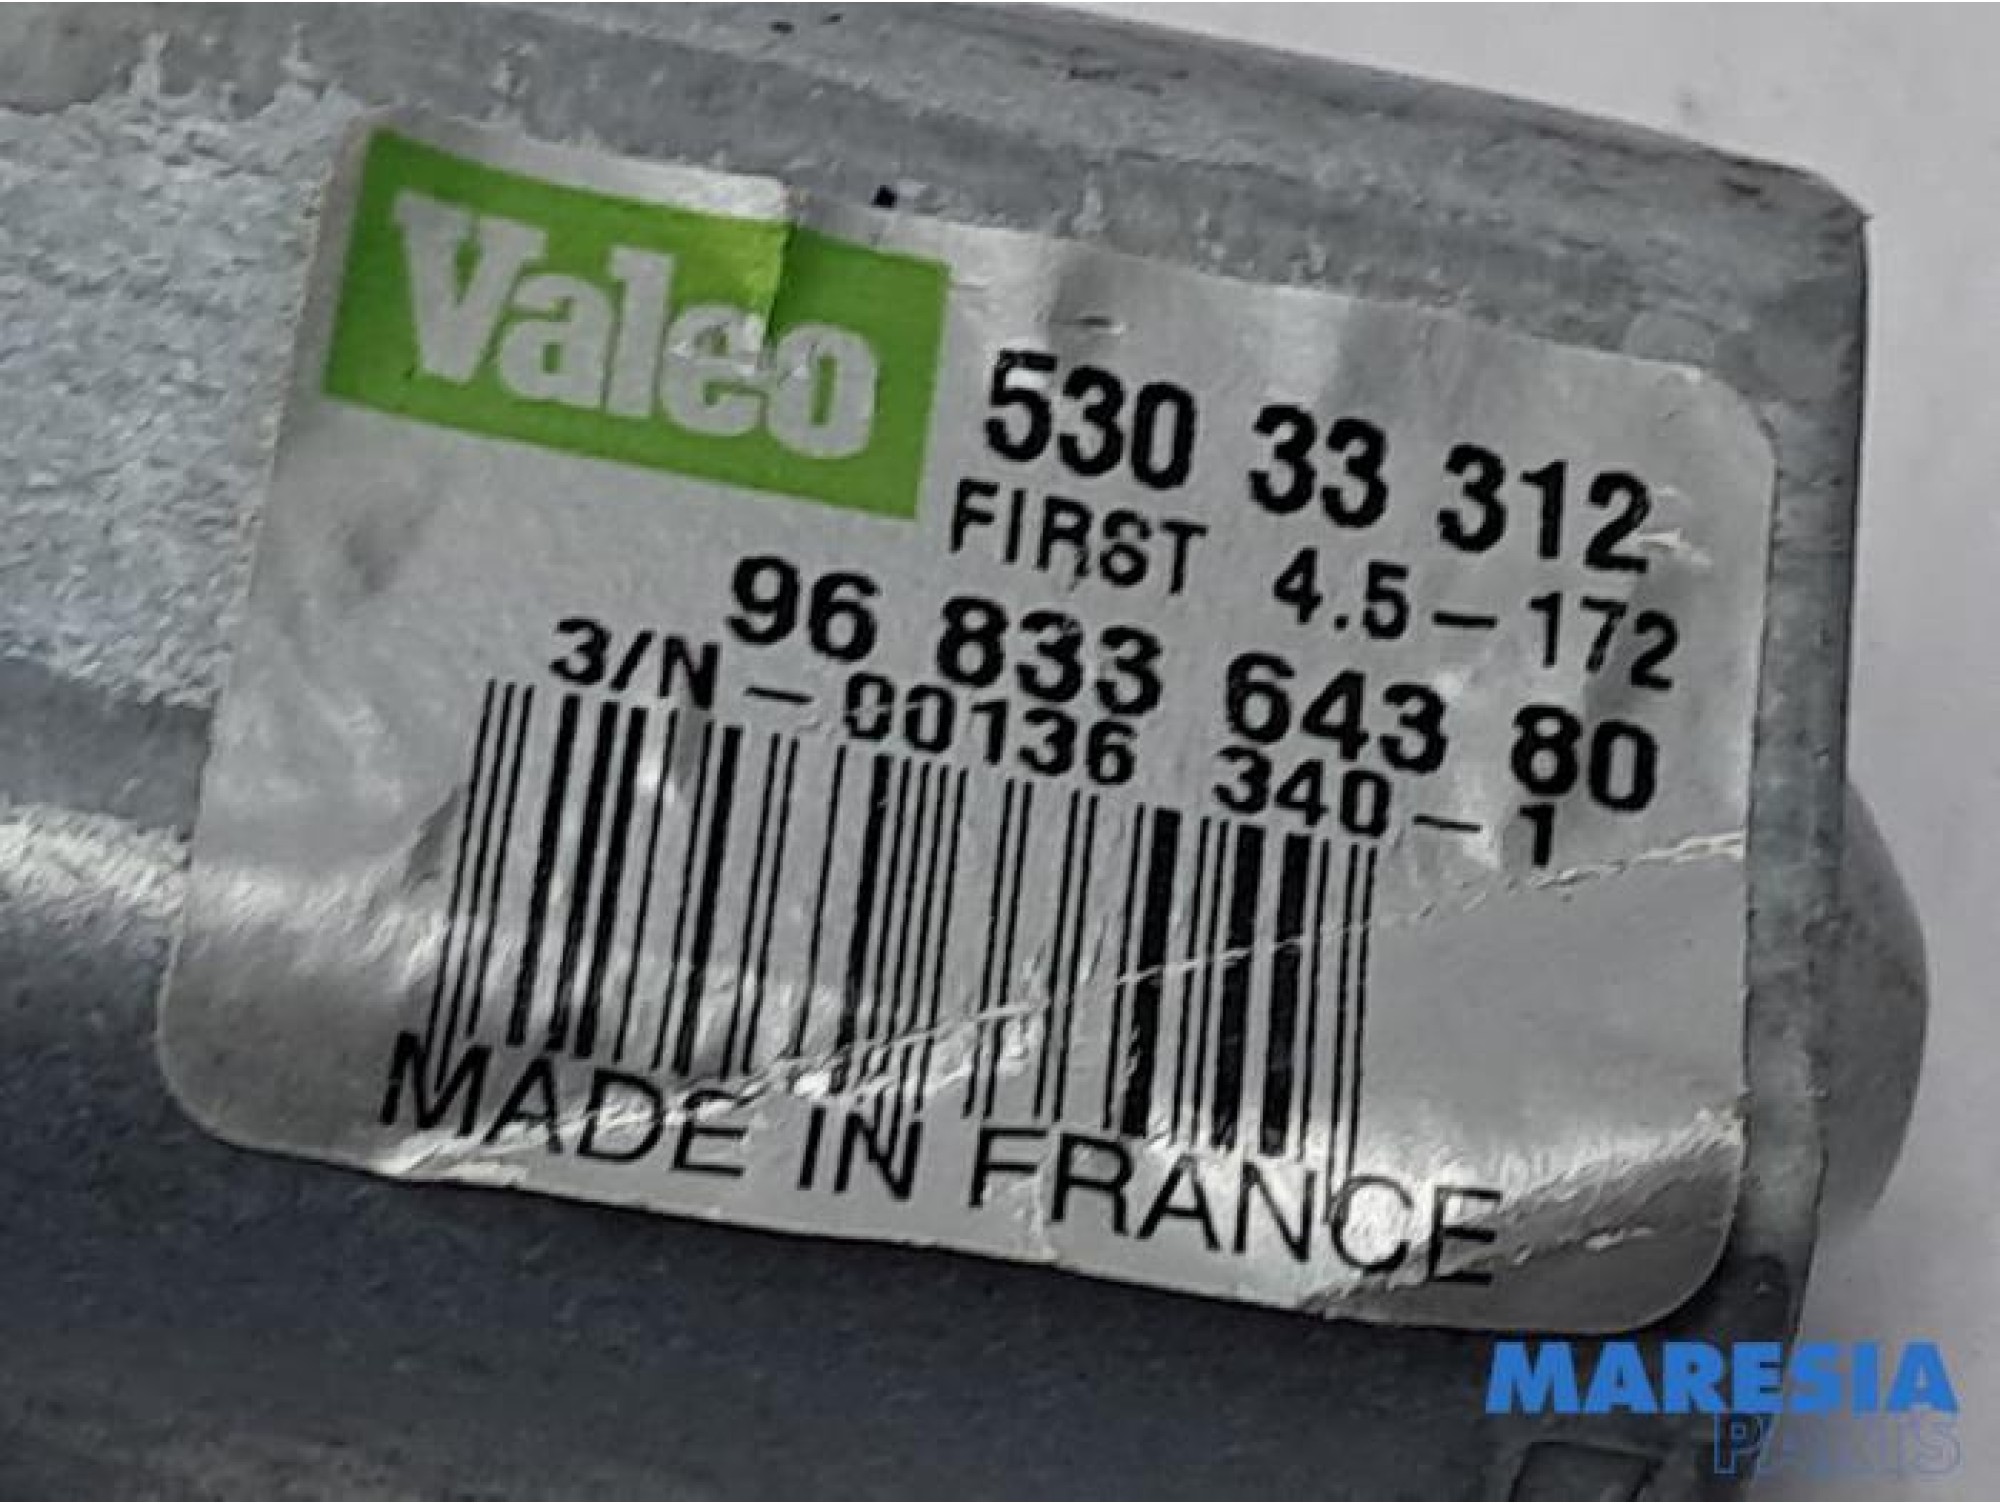 Valeo
530 33 312
FIRST 4.5-172
96 833 643 80
3/N-00136 340-1
MADE IN FRANCE
MARESIA
PARTS